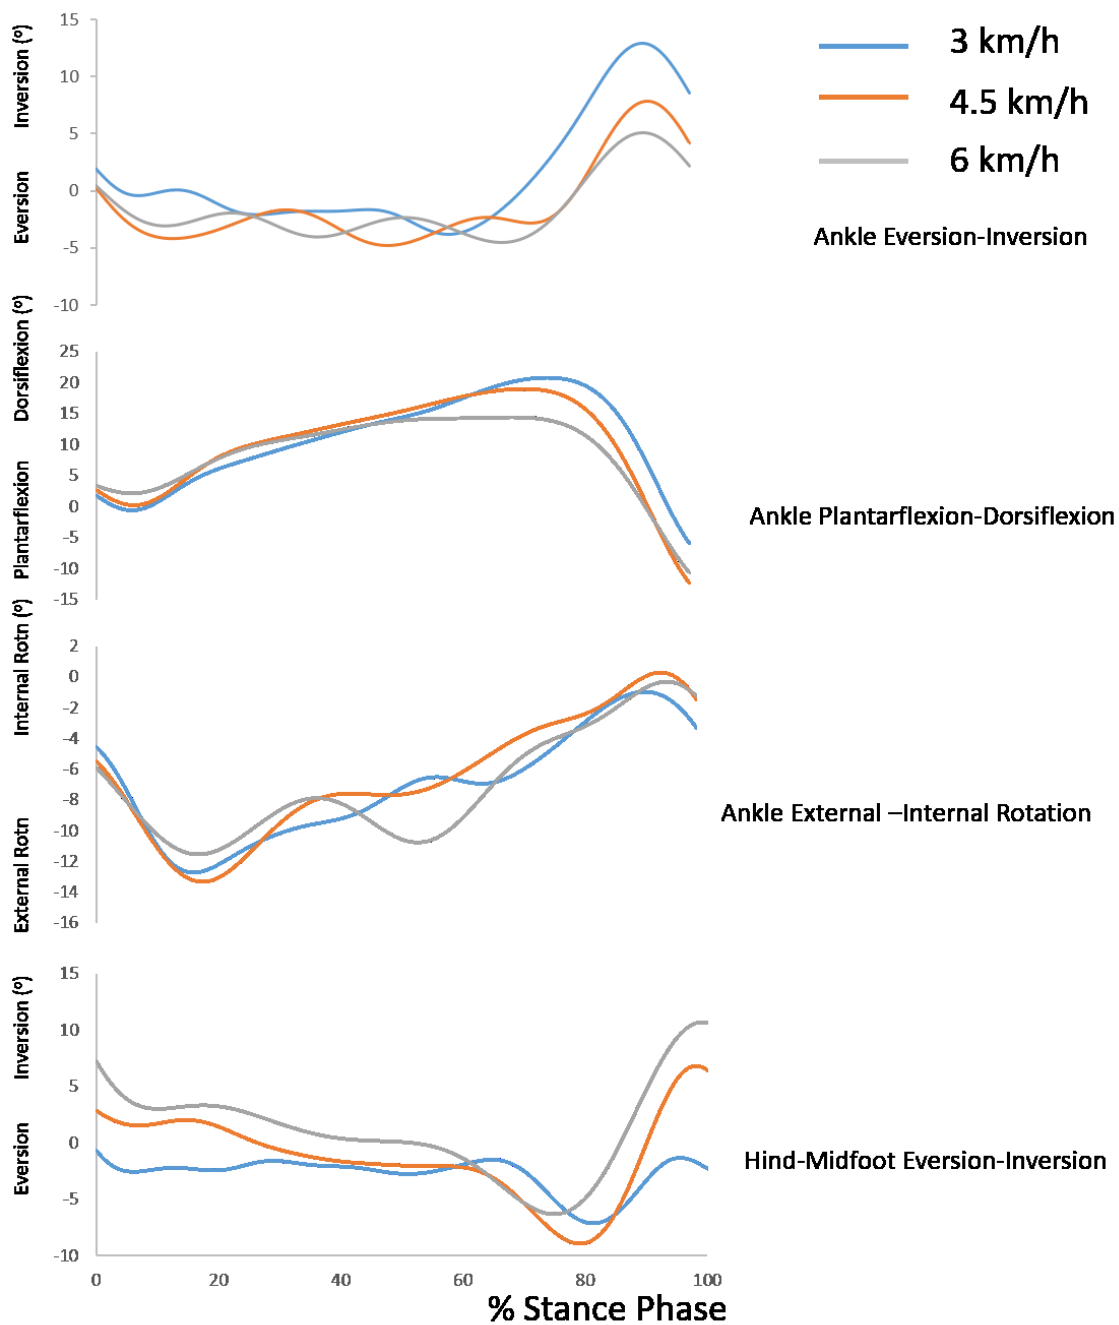 3 km/h
4.5 km/h
6 km/h
Inversion (º)
Eversion
15
10
5
0
-5
-10
Ankle Eversion-Inversion
Dorsiflexion (º)
Plantarflexion
25
20
15
10
5
0
-5
-10
-15
Ankle Plantarflexion-Dorsiflexion
Internal Rotn (º)
External Rotn
2
0
-2
-4
-6
-8
-10
-12
-14
-16
Ankle External –Internal Rotation
Inversion (º)
Eversion
15
10
5
0
-5
-10
Hind-Midfoot Eversion-Inversion
0 20 40 60 80 100
% Stance Phase